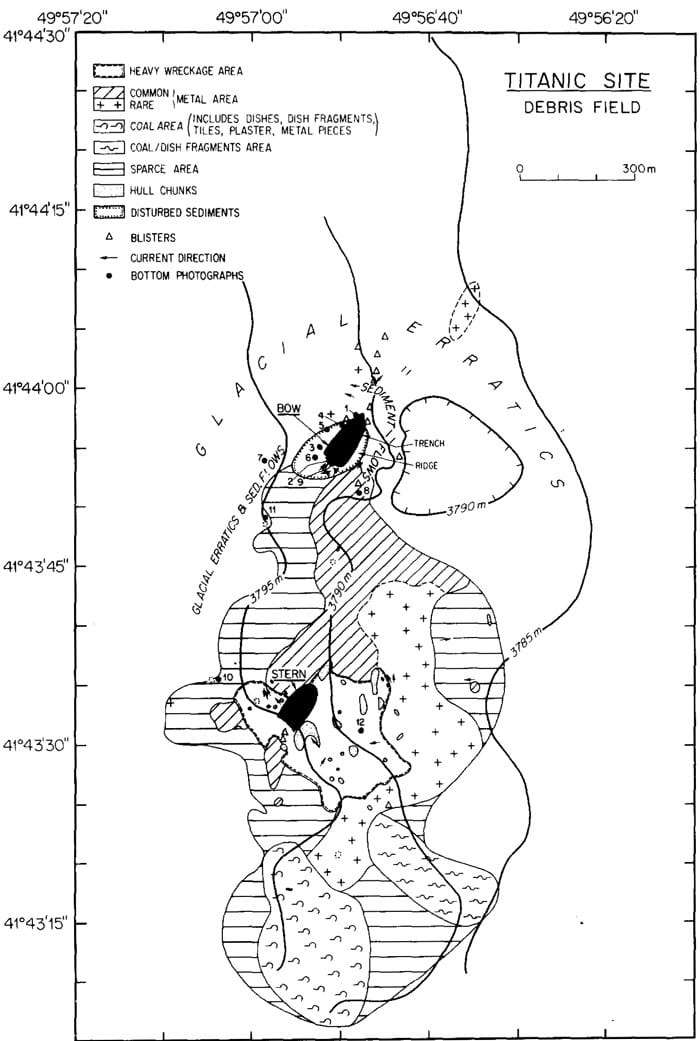 49°57'20" 49°57'00" 49°56'40" 49°56'20"
41°44'30"
TITANIC SITE
DEBRIS FIELD
0 300m
HEAVY WRECKAGE AREA
COMMON
RARE
METAL AREA
COAL AREA (INCLUDES DISHES, DISH FRAGMENTS, TILES, PLASTER, METAL PIECES)
COAL/DISH FRAGMENTS AREA
SPARCE AREA
HULL CHUNKS
DISTURBED SEDIMENTS
BLISTERS
CURRENT DIRECTION
BOTTOM PHOTOGRAPHS
41°44'15"
GLACIAL ERRATICS
41°44'00"
SEDIMENT FLOWS
BOW
1
4
5
3
6
7
2 9
8
11
TRENCH
RIDGE
3790m
GLACIAL ERRATICS & SED. FLOWS
41°43'45"
3795m
3790m
3785m
STERN
10
12
41°43'30"
41°43'15"